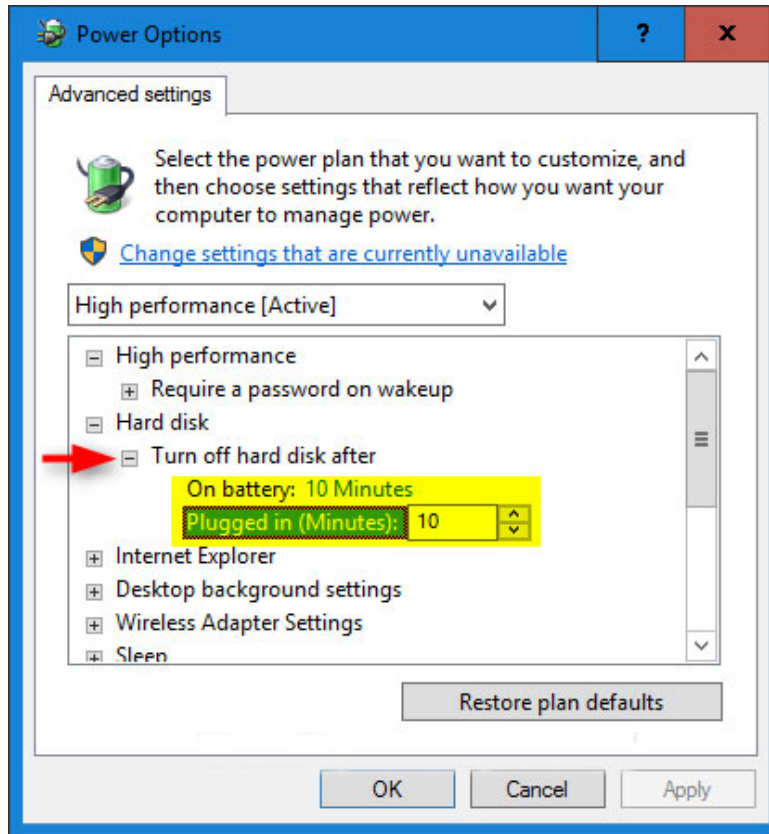 Power Options
?
x
Advanced settings
Select the power plan that you want to customize, and
then choose settings that reflect how you want your
computer to manage power.
Change settings that are currently unavailable
High performance [Active]
High performance
Require a password on wakeup
Hard disk
Turn off hard disk after
On battery: 10 Minutes
Plugged in (Minutes): 10
Internet Explorer
Desktop background settings
Wireless Adapter Settings
Sleep
Restore plan defaults
OK Cancel Apply